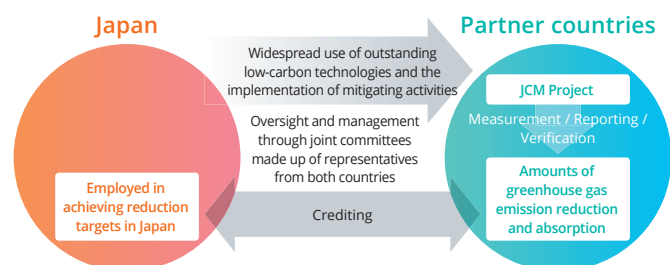 Japan
Partner countries
Widespread use of outstanding
low-carbon technologies and the
implementation of mitigating activities
JCM Project
Measurement / Reporting /
Verification
Oversight and management
through joint committees
made up of representatives
from both countries
Employed in
achieving reduction
targets in Japan
Crediting
Amounts of
greenhouse gas
emission reduction
and absorption